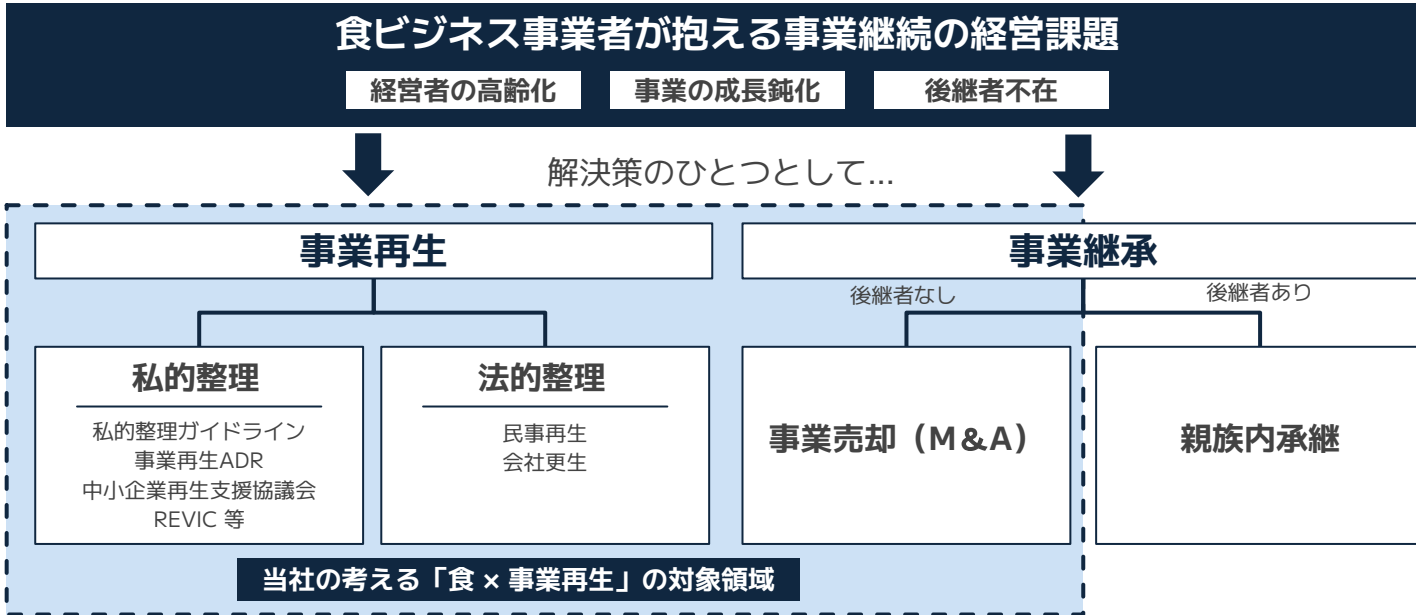 食ビジネス事業者が抱える事業継続の経営課題
経営者の高齢化
事業の成長鈍化
後継者不在
解決策のひとつとして...
事業再生
事業継承
後継者なし
後継者あり
私的整理
私的整理ガイドライン
事業再生ADR
中小企業再生支援協議会
REVIC 等
法的整理
民事再生
会社更生
事業売却（M&A）
親族内承継
当社の考える「食 × 事業再生」の対象領域